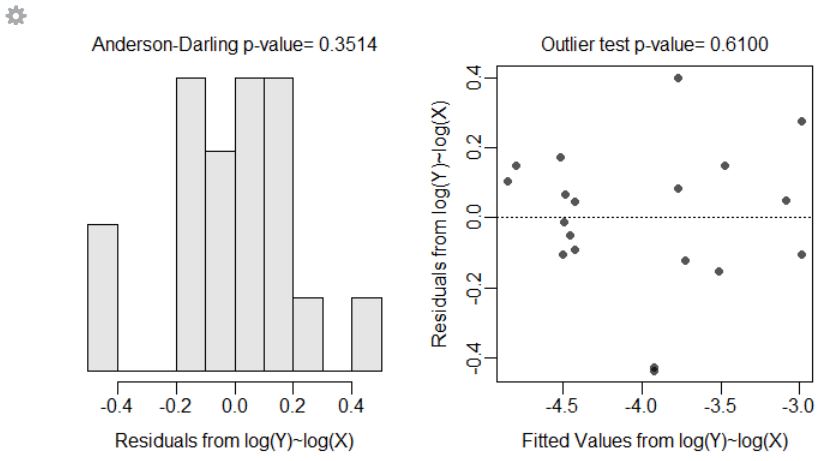 Anderson-Darling p-value= 0.3514
-0.4 -0.2 0.0 0.2 0.4
Residuals from log(Y)~log(X)
Outlier test p-value= 0.6100
Residuals from log(Y)~log(X)
0.4
0.2
0.0
-0.2
-0.4
-4.5 -4.0 -3.5 -3.0
Fitted Values from log(Y)~log(X)